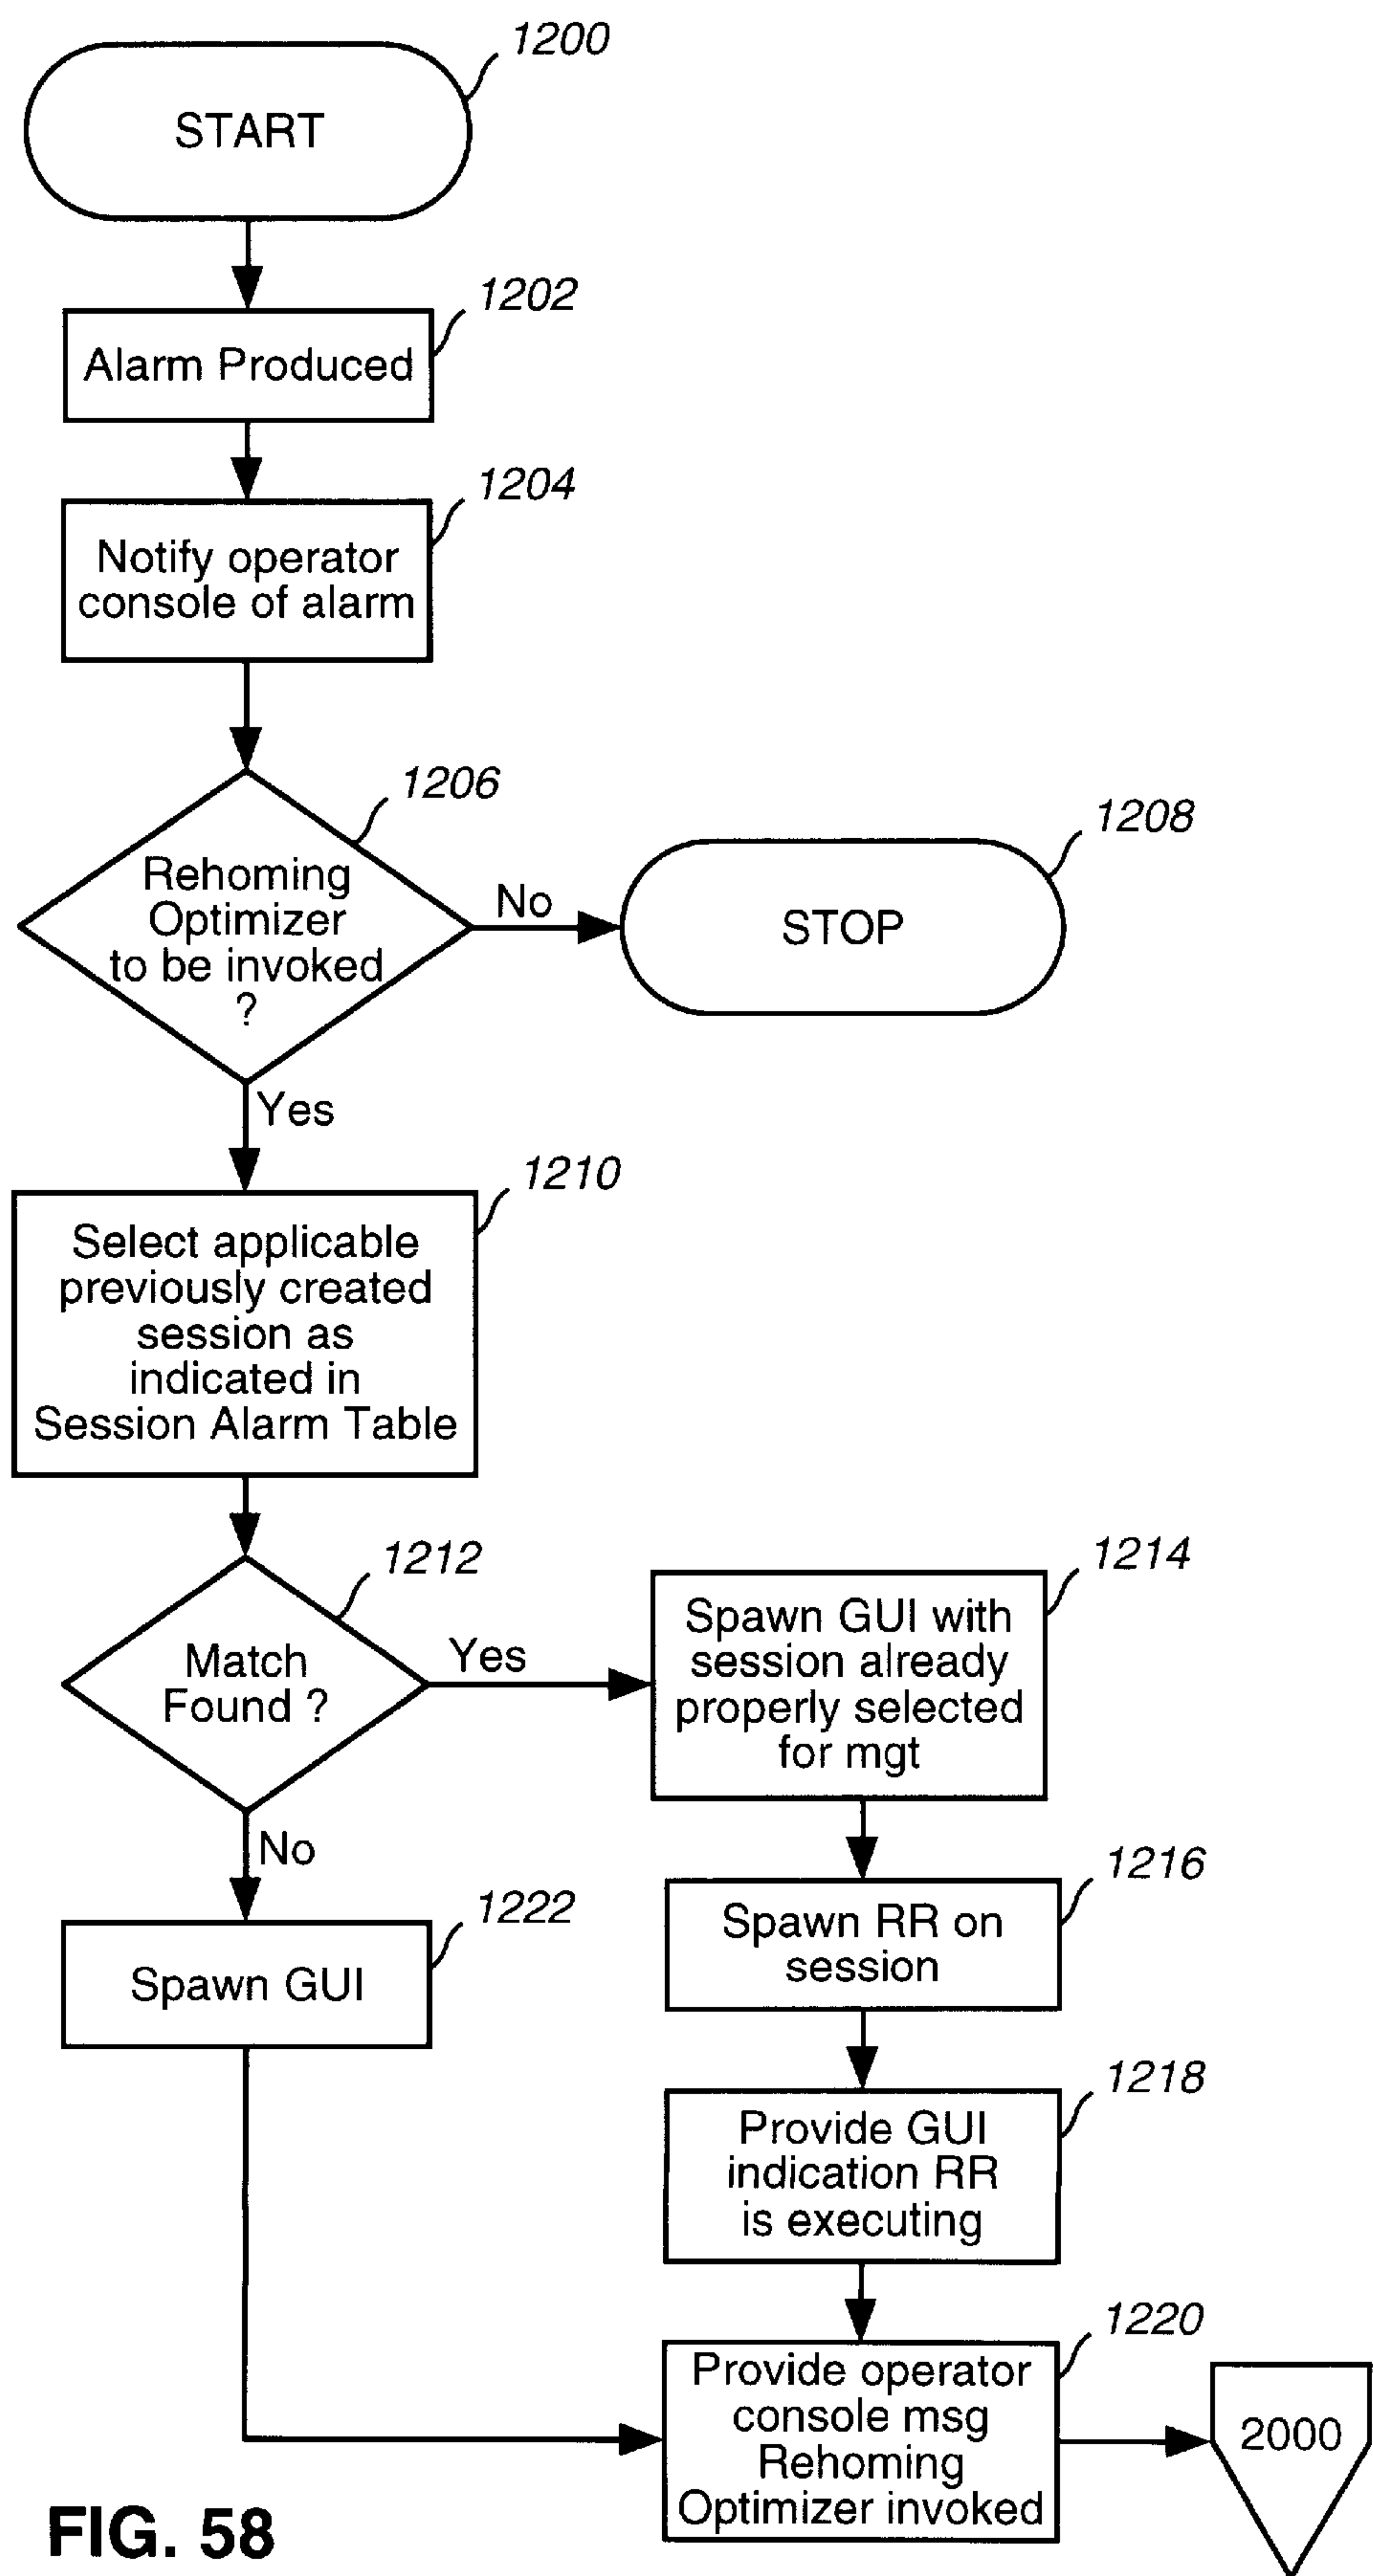 1200
START
1202
Alarm Produced
1204
Notify operator
console of alarm
1206
Rehoming
Optimizer
to be invoked
?
No
1208
STOP
Yes
1210
Select applicable
previously created
session as
indicated in
Session Alarm Table
1212
Match
Found ?
Yes
1214
Spawn GUI with
session already
properly selected
for mgt
No
1216
Spawn RR on
session
1222
Spawn GUI
1218
Provide GUI
indication RR
is executing
1220
Provide operator
console msg
Rehoming
Optimizer invoked
2000
FIG. 58